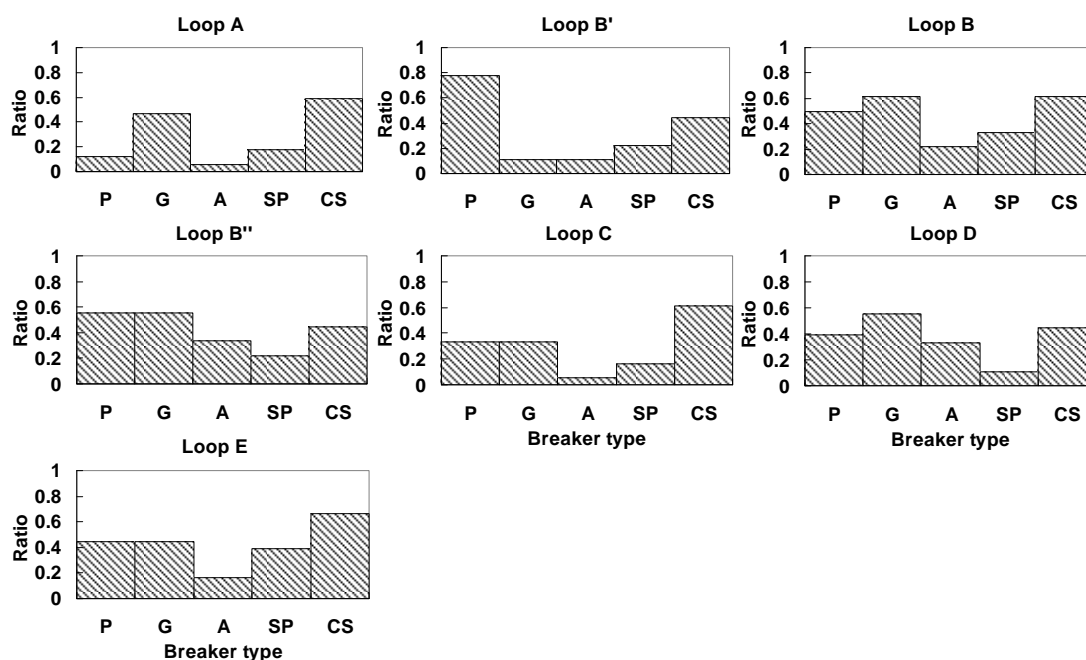 Loop A
Ratio
1
0.8
0.6
0.4
0.2
0
P G A SP CS
Loop B'
Ratio
1
0.8
0.6
0.4
0.2
0
P G A SP CS
Loop B
Ratio
1
0.8
0.6
0.4
0.2
0
P G A SP CS
Loop B"
Ratio
1
0.8
0.6
0.4
0.2
0
P G A SP CS
Loop C
Ratio
1
0.8
0.6
0.4
0.2
0
P G A SP CS
Breaker type
Loop D
Ratio
1
0.8
0.6
0.4
0.2
0
P G A SP CS
Breaker type
Loop E
Ratio
1
0.8
0.6
0.4
0.2
0
P G A SP CS
Breaker type